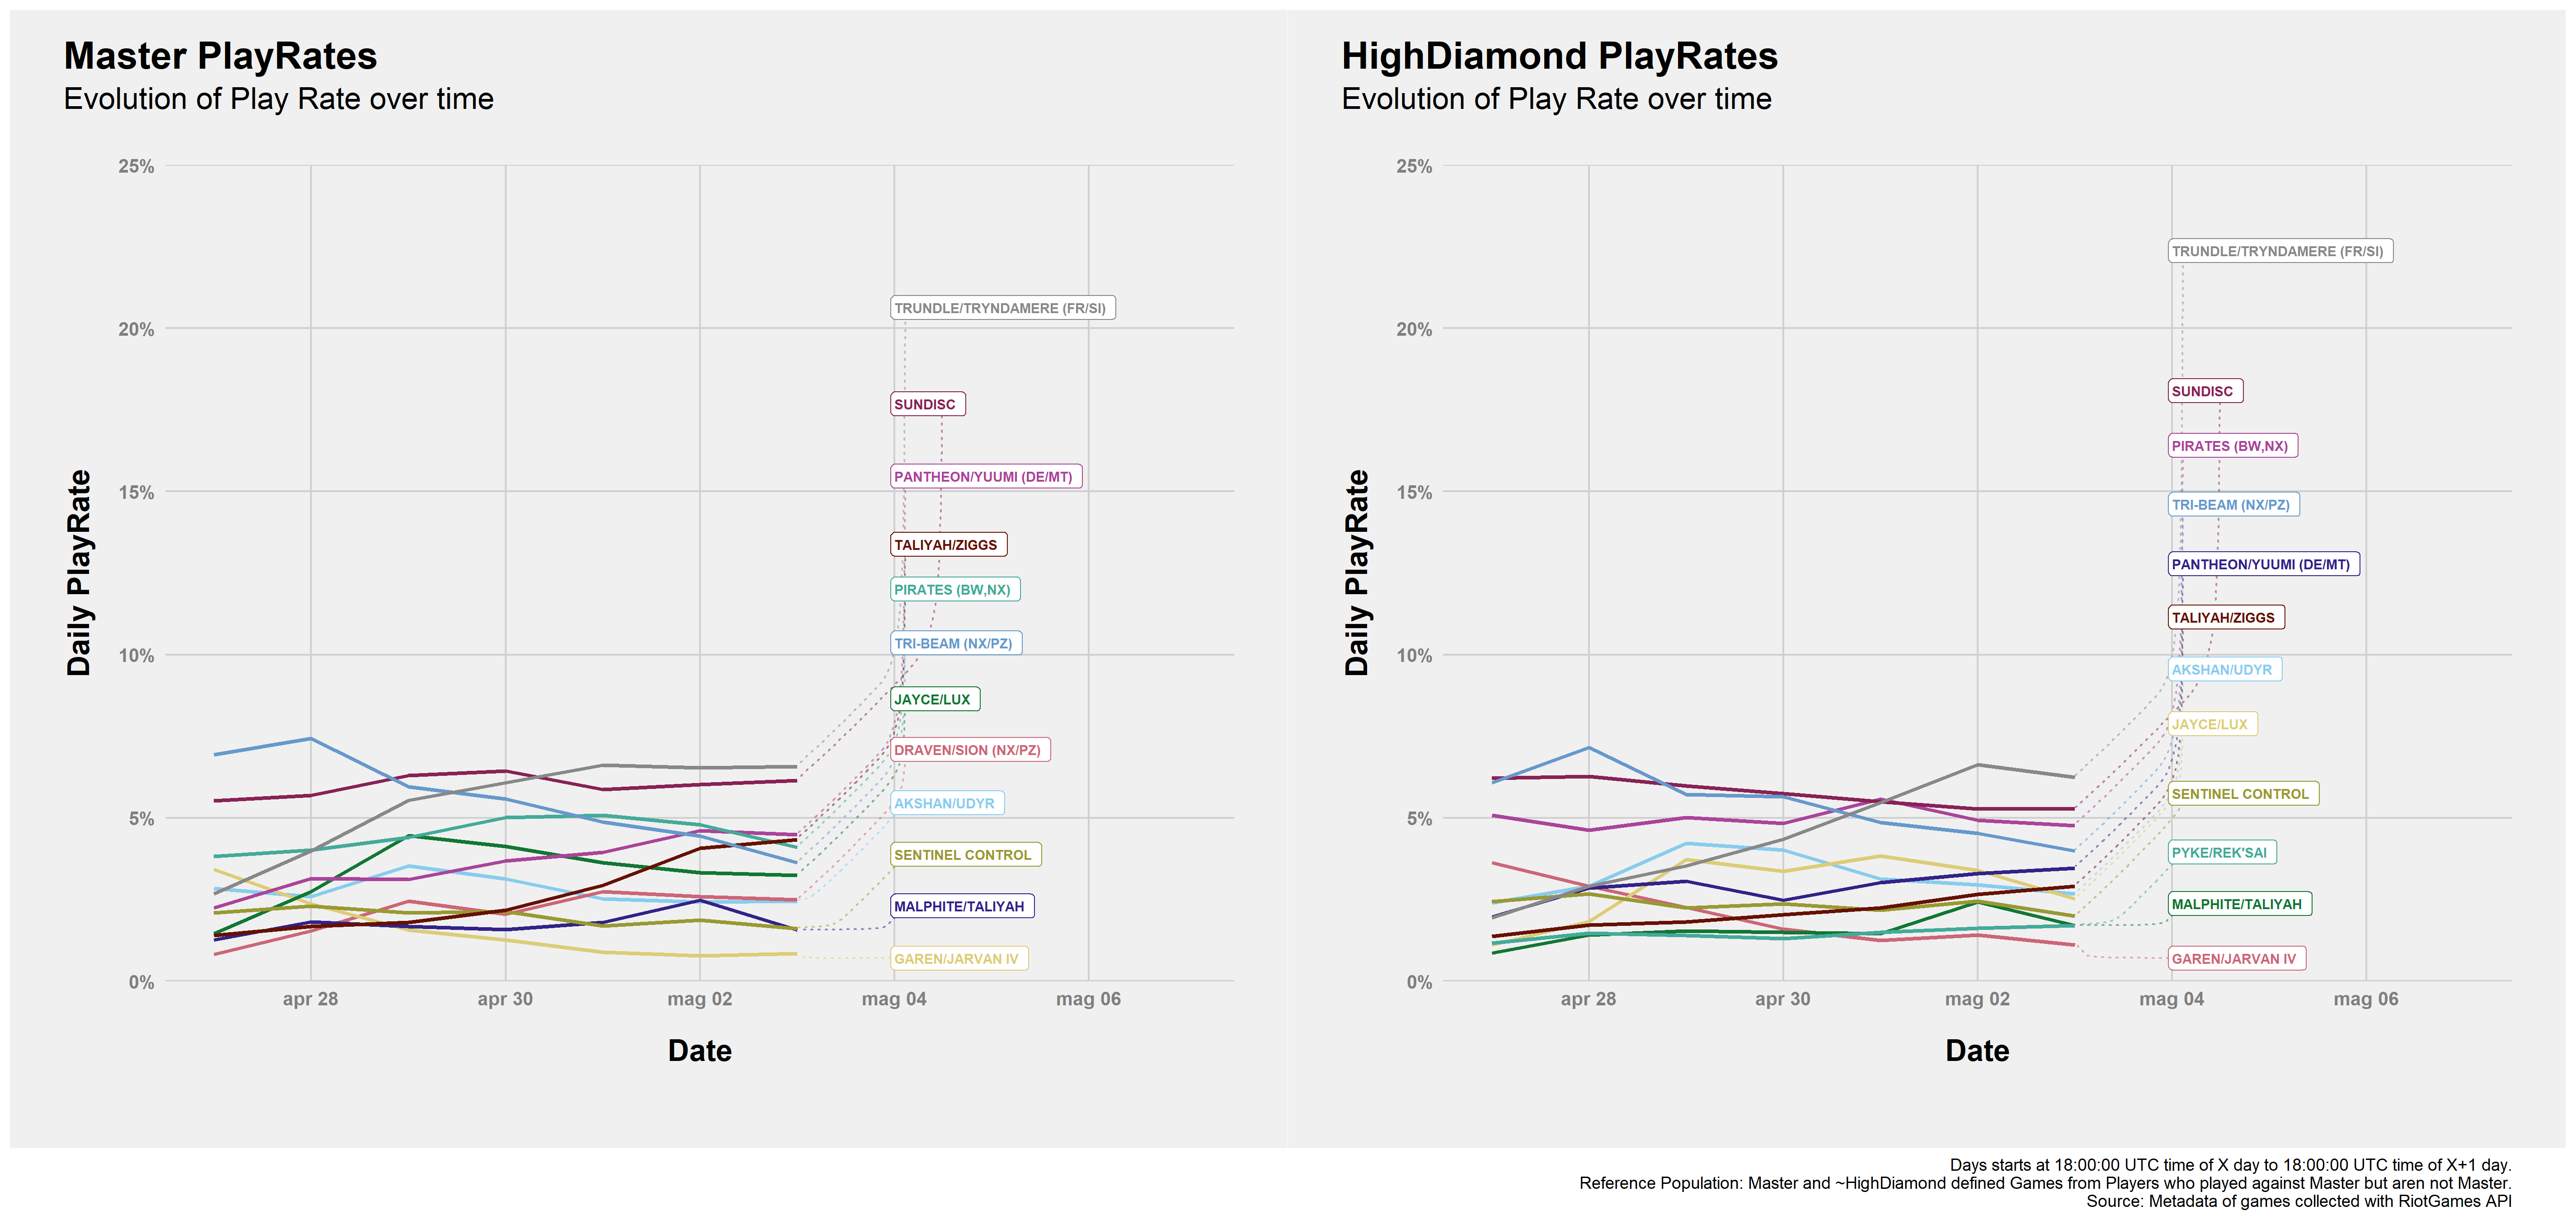 Master PlayRates
Evolution of Play Rate over time
25%
20%
15%
10%
5%
0%
Daily PlayRate
TRUNDLE/TRYNDAMERE (FR/SI)
SUNDISC
PANTHEON/YUUMI (DE/MT)
TALIYAH/ZIGGS
PIRATES (BW,NX)
TRI-BEAM (NX/PZ)
JAYCE/LUX
DRAVEN/SION (NX/PZ)
AKSHAN/UDYR
SENTINEL CONTROL
MALPHITE/TALIYAH
GAREN/JARVAN IV
apr 28
apr 30
mag 02
mag 04
mag 06
Date
HighDiamond PlayRates
Evolution of Play Rate over time
25%
20%
15%
10%
5%
0%
Daily PlayRate
TRUNDLE/TRYNDAMERE (FR/SI)
SUNDISC
PIRATES (BW,NX)
TRI-BEAM (NX/PZ)
PANTHEON/YUUMI (DE/MT)
TALIYAH/ZIGGS
AKSHAN/UDYR
JAYCE/LUX
SENTINEL CONTROL
PYKE/REK'SAI
MALPHITE/TALIYAH
GAREN/JARVAN IV
apr 28
apr 30
mag 02
mag 04
mag 06
Date
Days starts at 18:00:00 UTC time of X day to 18:00:00 UTC time of X+1 day.
Reference Population: Master and ~HighDiamond defined Games from Players who played against Master but aren not Master.
Source: Metadata of games collected with RiotGames API